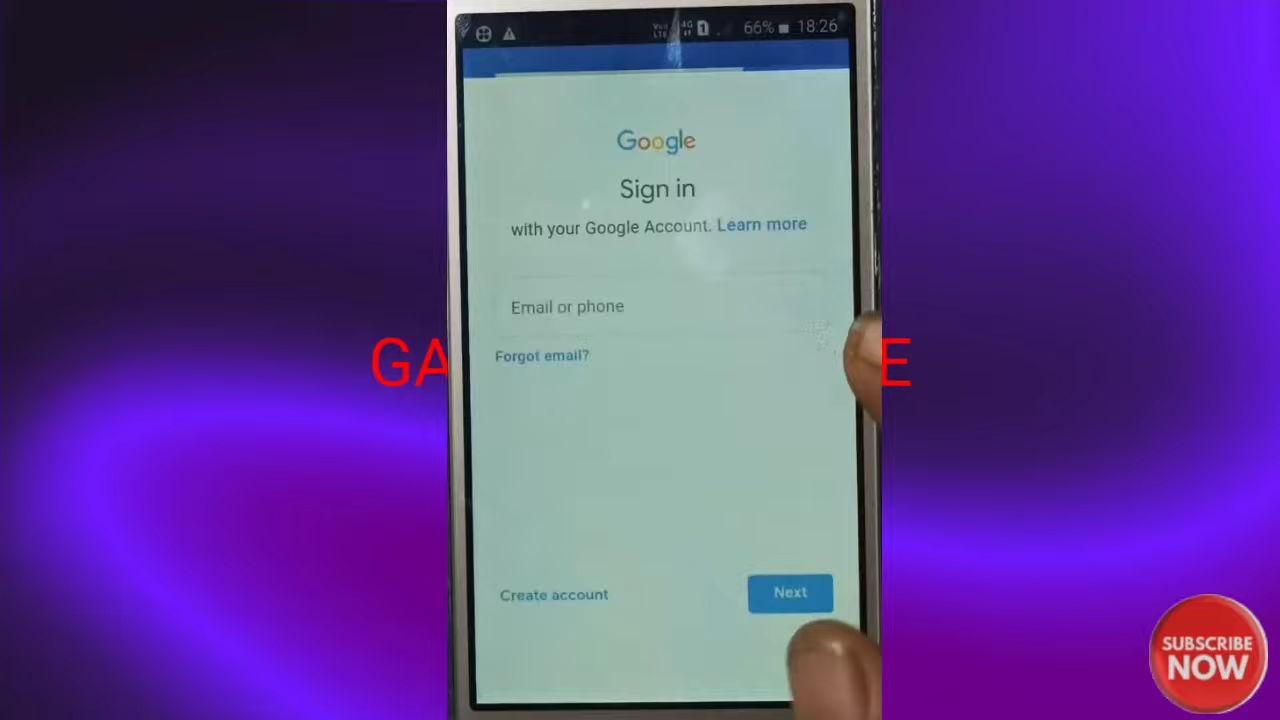 66% 18:26
Google
Sign in
with your Google Account. Learn more
Email or phone
Forgot email?
GA E
Create account
Next
SUBSCRIBE
NOW